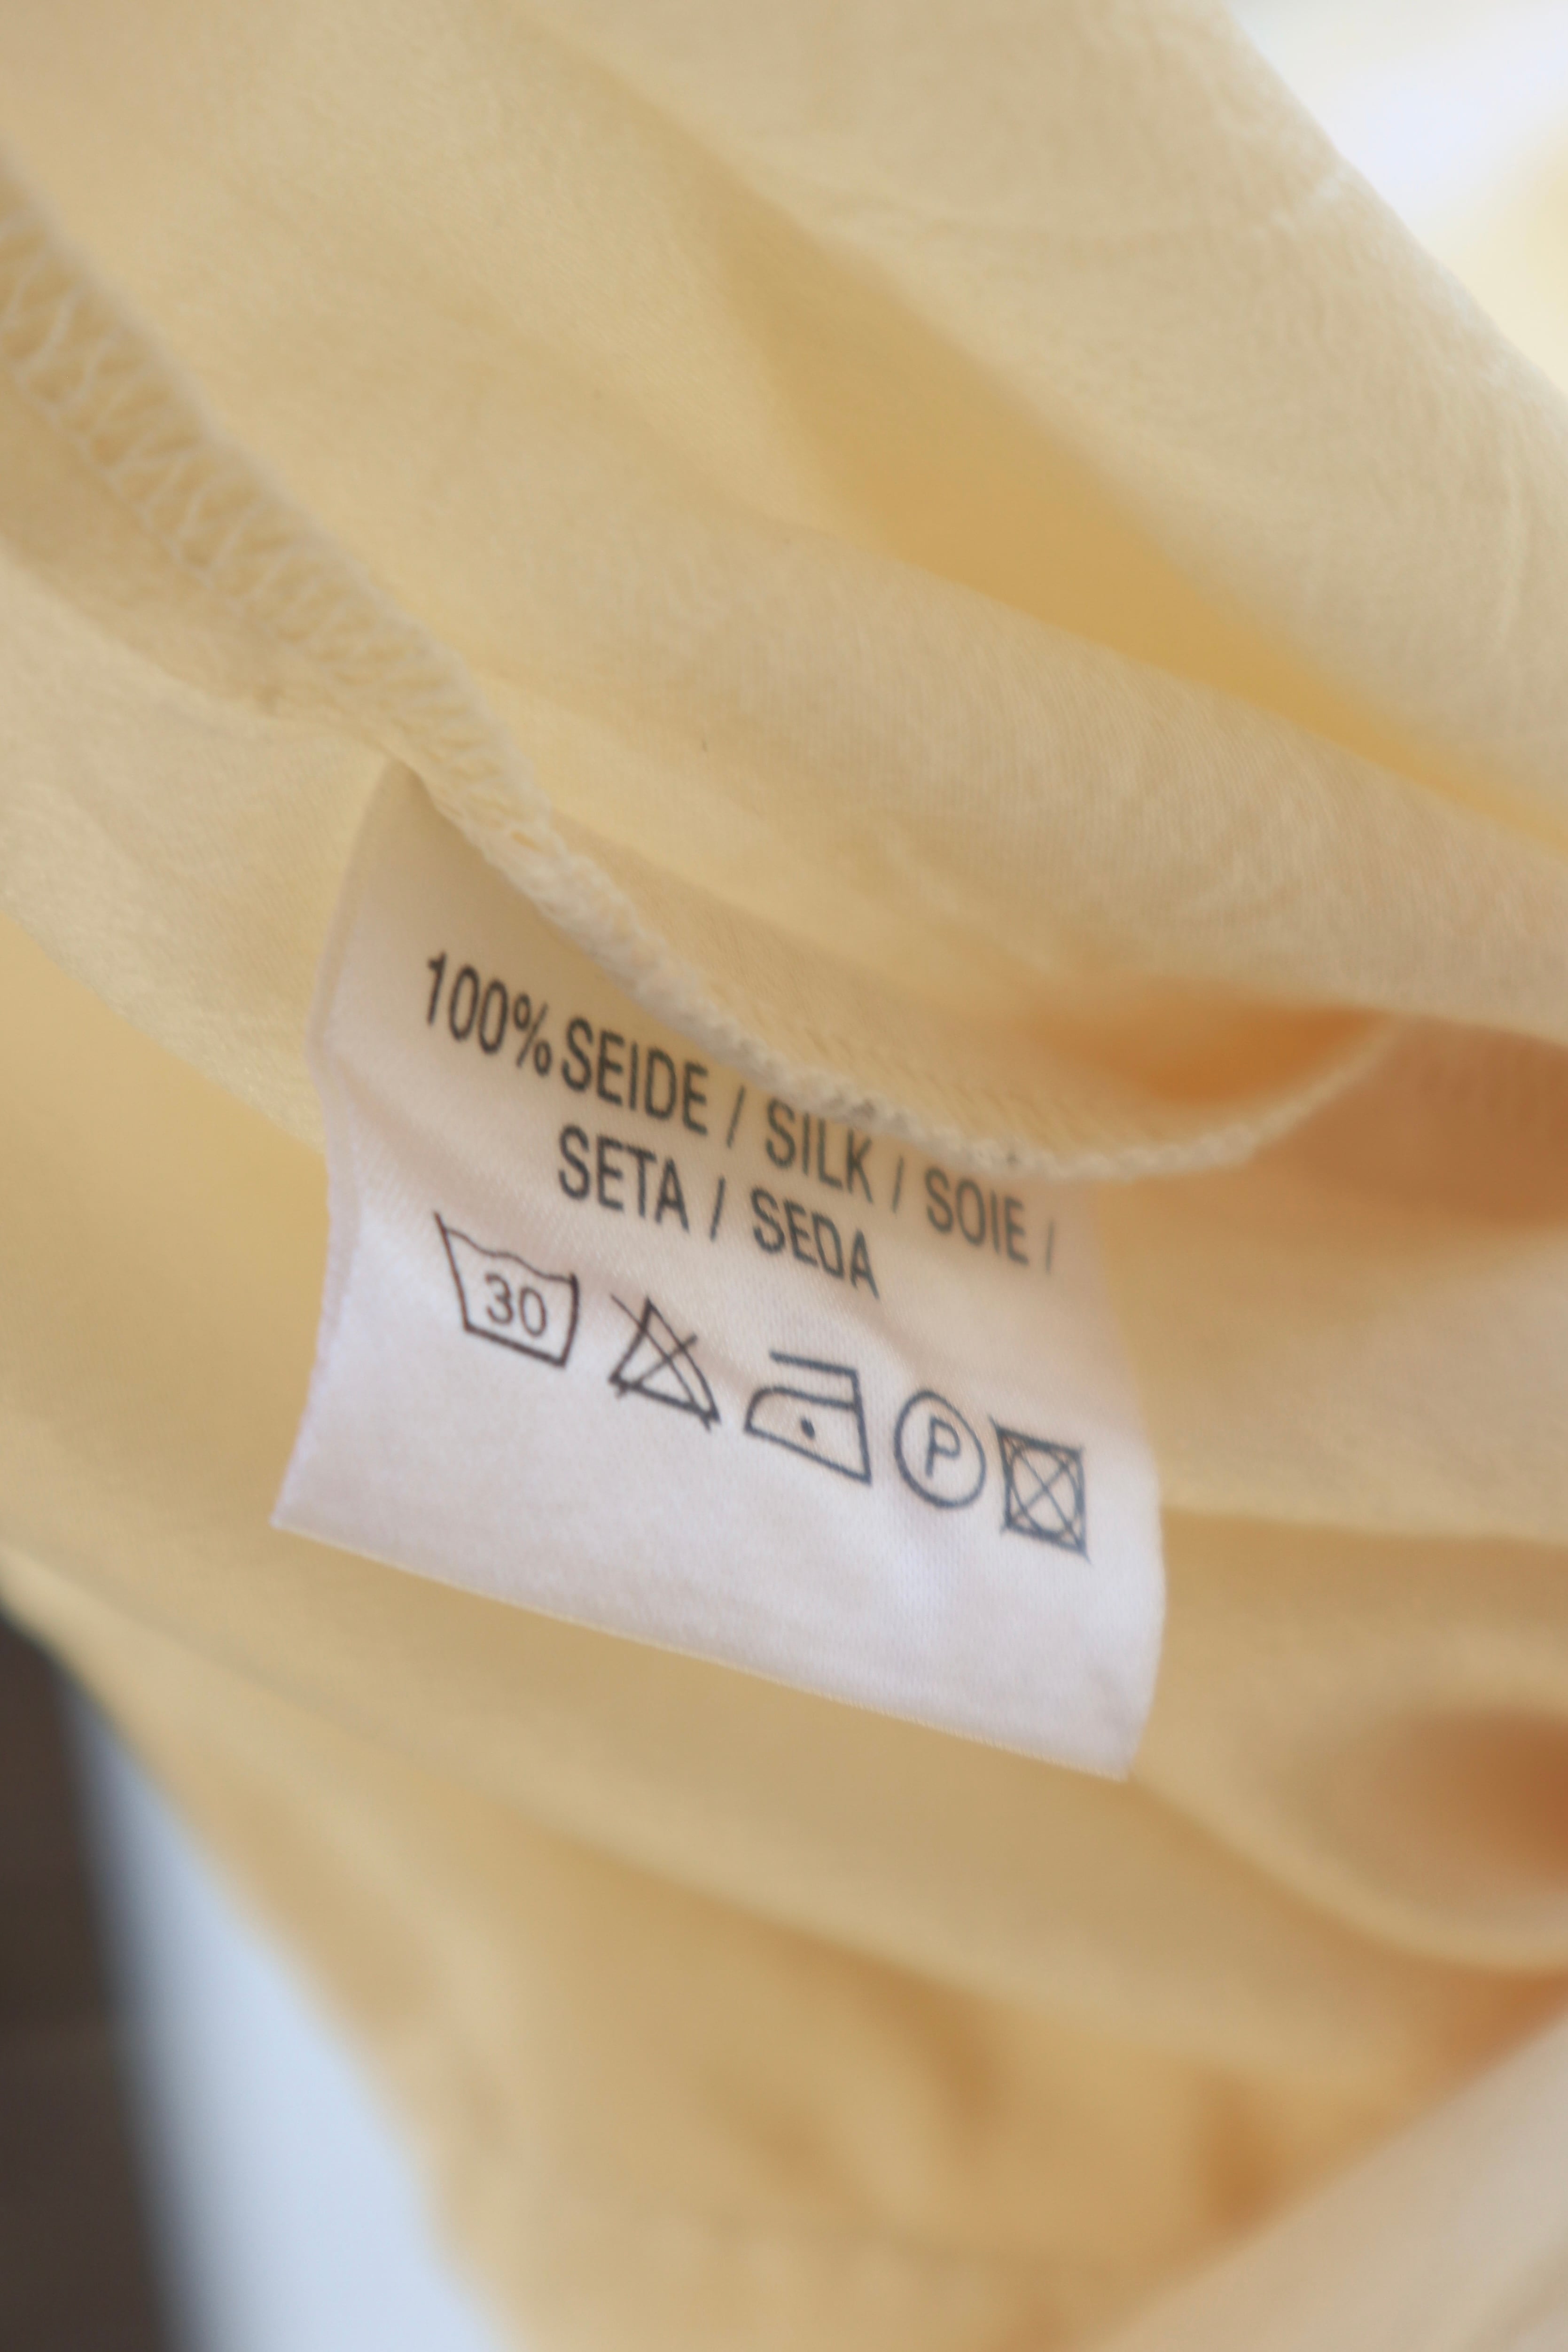 100% SEIDE / SILK / SOIE /
SETA / SEDA
30 P